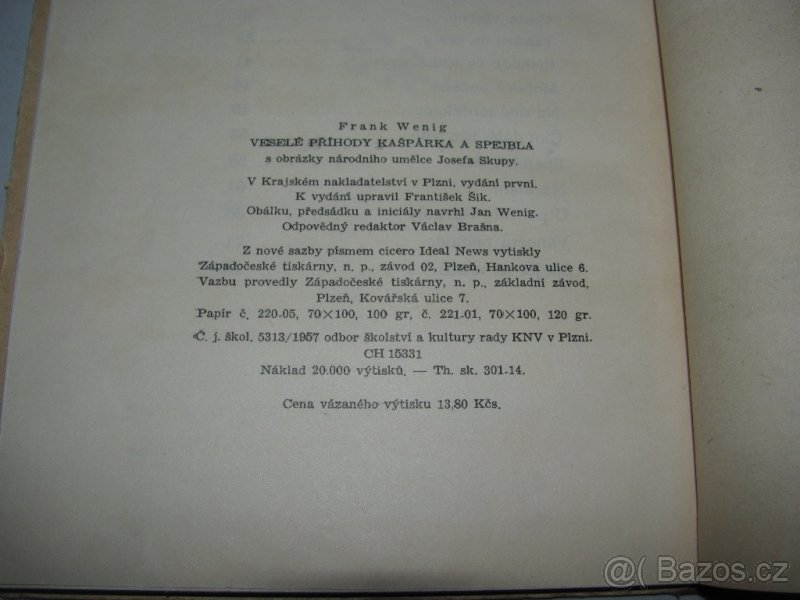 Frank Wenig
VESELÉ PŘÍHODY KAŠPÁRKA A SPEJBLA
s obrázky národního umělce Josefa Skupy.
V Krajském nakladatelství v Plzni, vydání první.
K vydání upravil František Šik.
Obálku, předsádku a iniciály navrhl Jan Wenig.
Odpovědný redaktor Václav Brašna.
Z nové sazby písmem cicero Ideal News vytiskly
Západočeské tiskárny, n. p., závod 02, Plzeň, Hankova ulice 6.
Vazbu provedly Západočeské tiskárny, n. p., základní závod,
Plzeň, Kovářská ulice 7.
Papír č. 220-05, 70×100, 100 gr, č. 221-01, 70×100, 120 gr.
Č. j. škol. 5313/1957 odbor školství a kultury rady KNV v Plzni.
CH 15331
Náklad 20.000 výtisků. — Th. sk. 301-14.
Cena vázaného výtisku 13,80 Kčs.
@ Bazos.cz